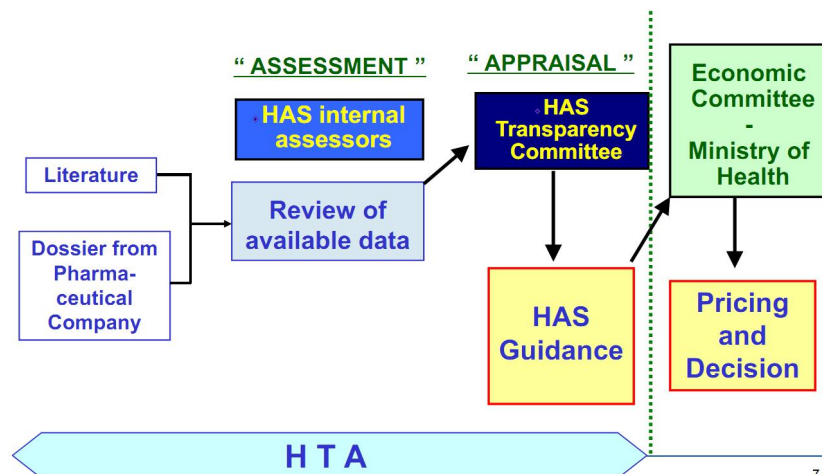 “ ASSESSMENT ”
“ APPRAISAL ”
HAS internal
assessors
HAS
Transparency
Committee
Economic
Committee
-
Ministry of
Health
Literature
Dossier from
Pharma-
ceutical
Company
Review of
available data
HAS
Guidance
Pricing
and
Decision
H T A
7